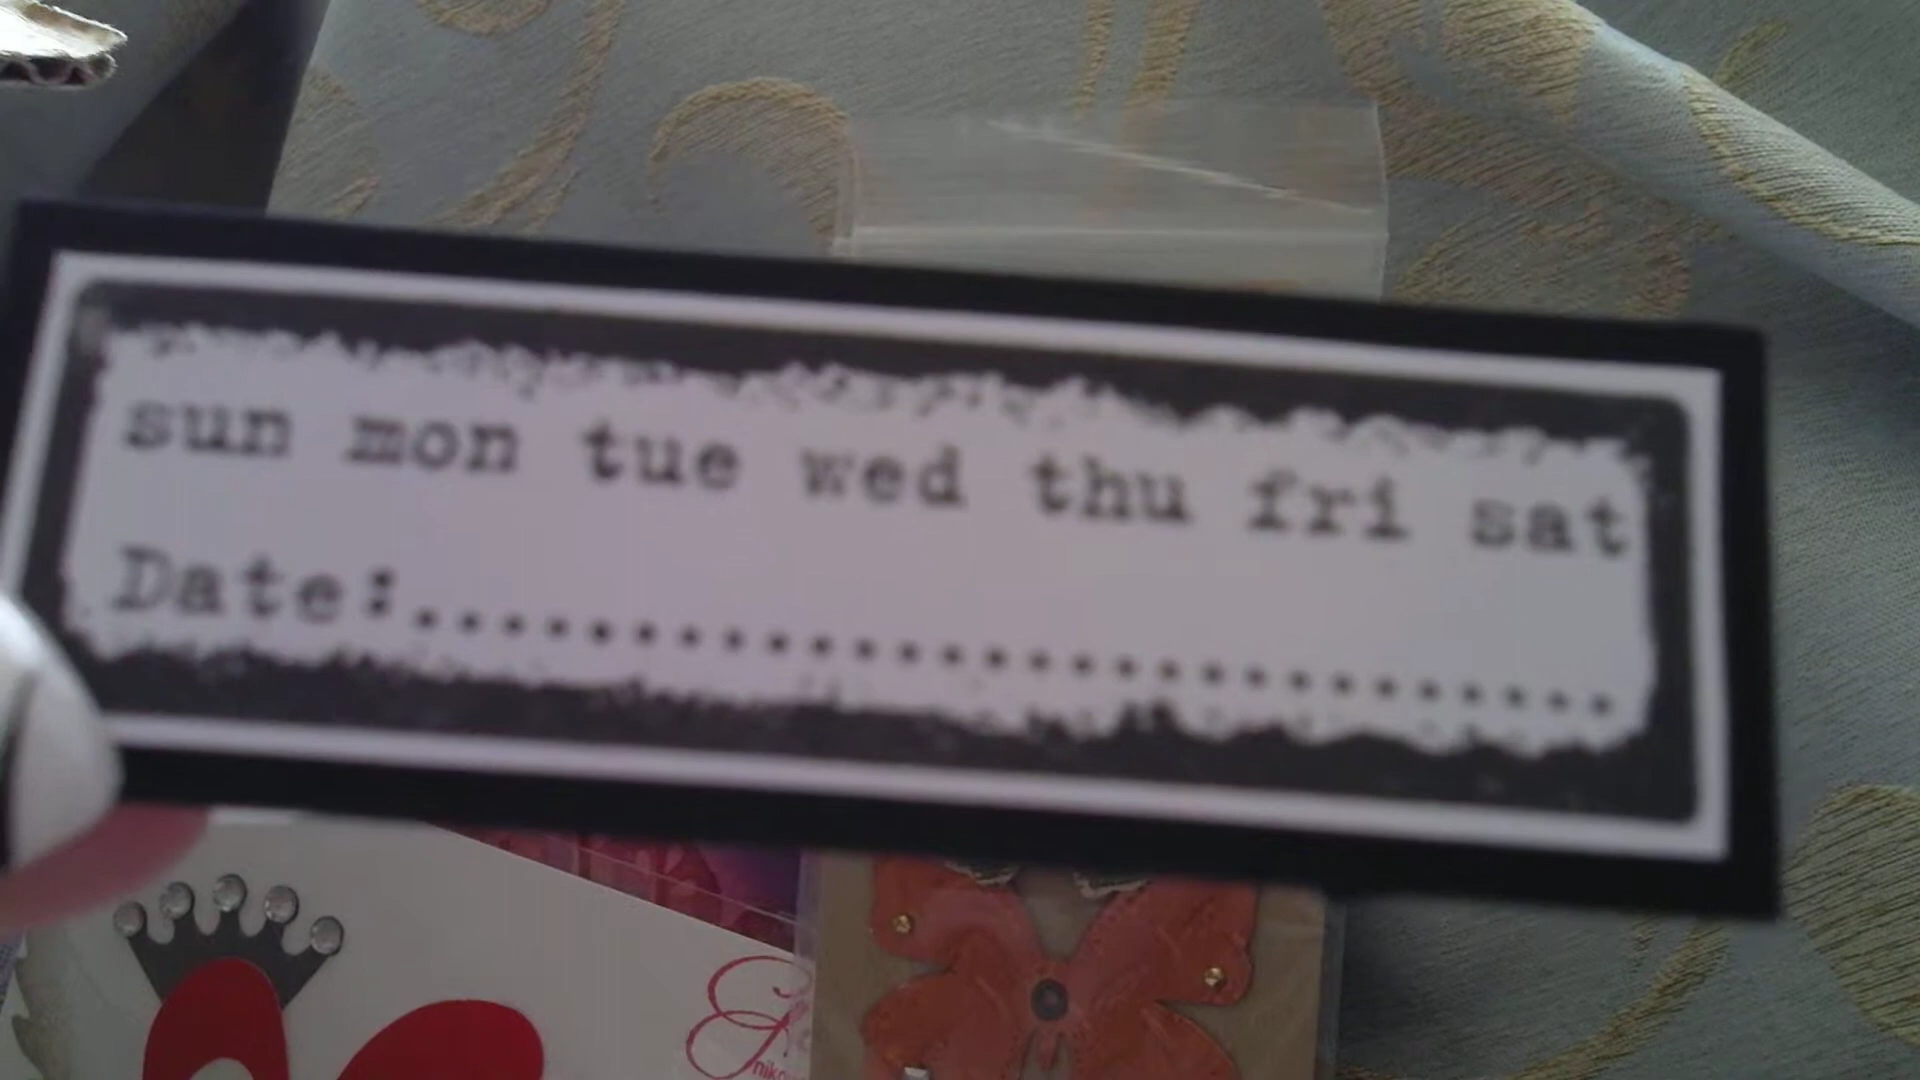 sun mon tue wed thu fri sat
Date:............................